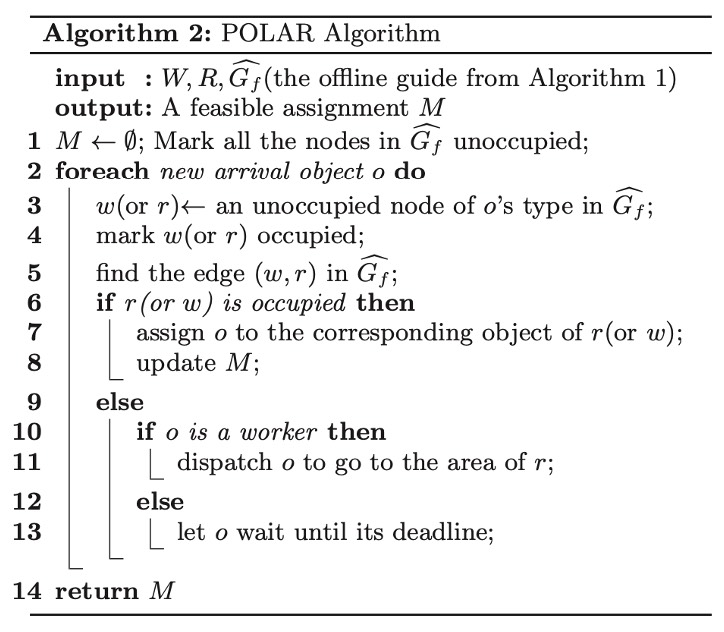 Algorithm 2: POLAR Algorithm
input : W, R, \widehat{G_f}(the offline guide from Algorithm 1)
output: A feasible assignment M
1 M ← ∅; Mark all the nodes in \widehat{G_f} unoccupied;
2 foreach new arrival object o do
3 w(or r)← an unoccupied node of o's type in \widehat{G_f};
4 mark w(or r) occupied;
5 find the edge (w, r) in \widehat{G_f};
6 if r(or w) is occupied then
7 assign o to the corresponding object of r(or w);
8 update M;
9 else
10 if o is a worker then
11 dispatch o to go to the area of r;
12 else
13 let o wait until its deadline;
14 return M